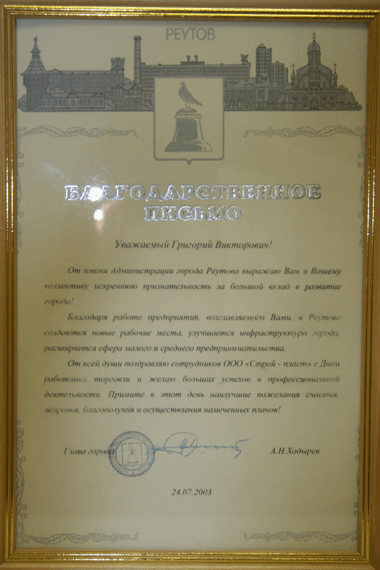 РЕУТОВ
БЛАГОДАРСТВЕННОЕ
ПИСЬМО
Уважаемый Григорий Викторович!
От имени Администрации города Реутова выражаю Вам и Вашему
коллективу искреннюю признательность за большой вклад в развитие
города!
Благодаря работе предприятия, возглавляемого Вами, в Реутове
создаются новые рабочие места, улучшается инфраструктура города,
расширяется сфера малого и среднего предпринимательства.
От всей души поздравляю сотрудников ООО «Строй - пласт» с Днем
работника торговли и желаю больших успехов в профессиональной
деятельности. Примите в этот день наилучшие пожелания счастья,
здоровья, благополучия и осуществления намеченных планов!
Глава города А.Н.Ходырев
24.07.2003